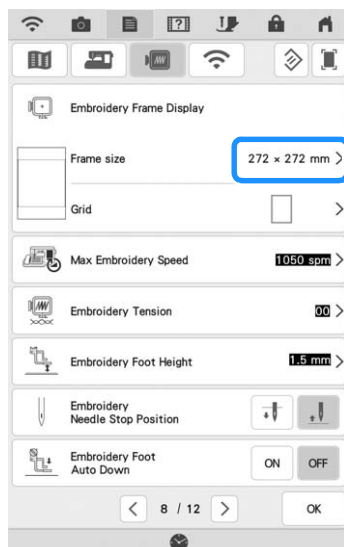 Embroidery Frame Display
Frame size
272 × 272 mm
Grid
Max Embroidery Speed
1050 spm
Embroidery Tension
00
Embroidery Foot Height
1.5 mm
Embroidery
Needle Stop Position
Embroidery Foot
Auto Down
ON
OFF
8 / 12
OK